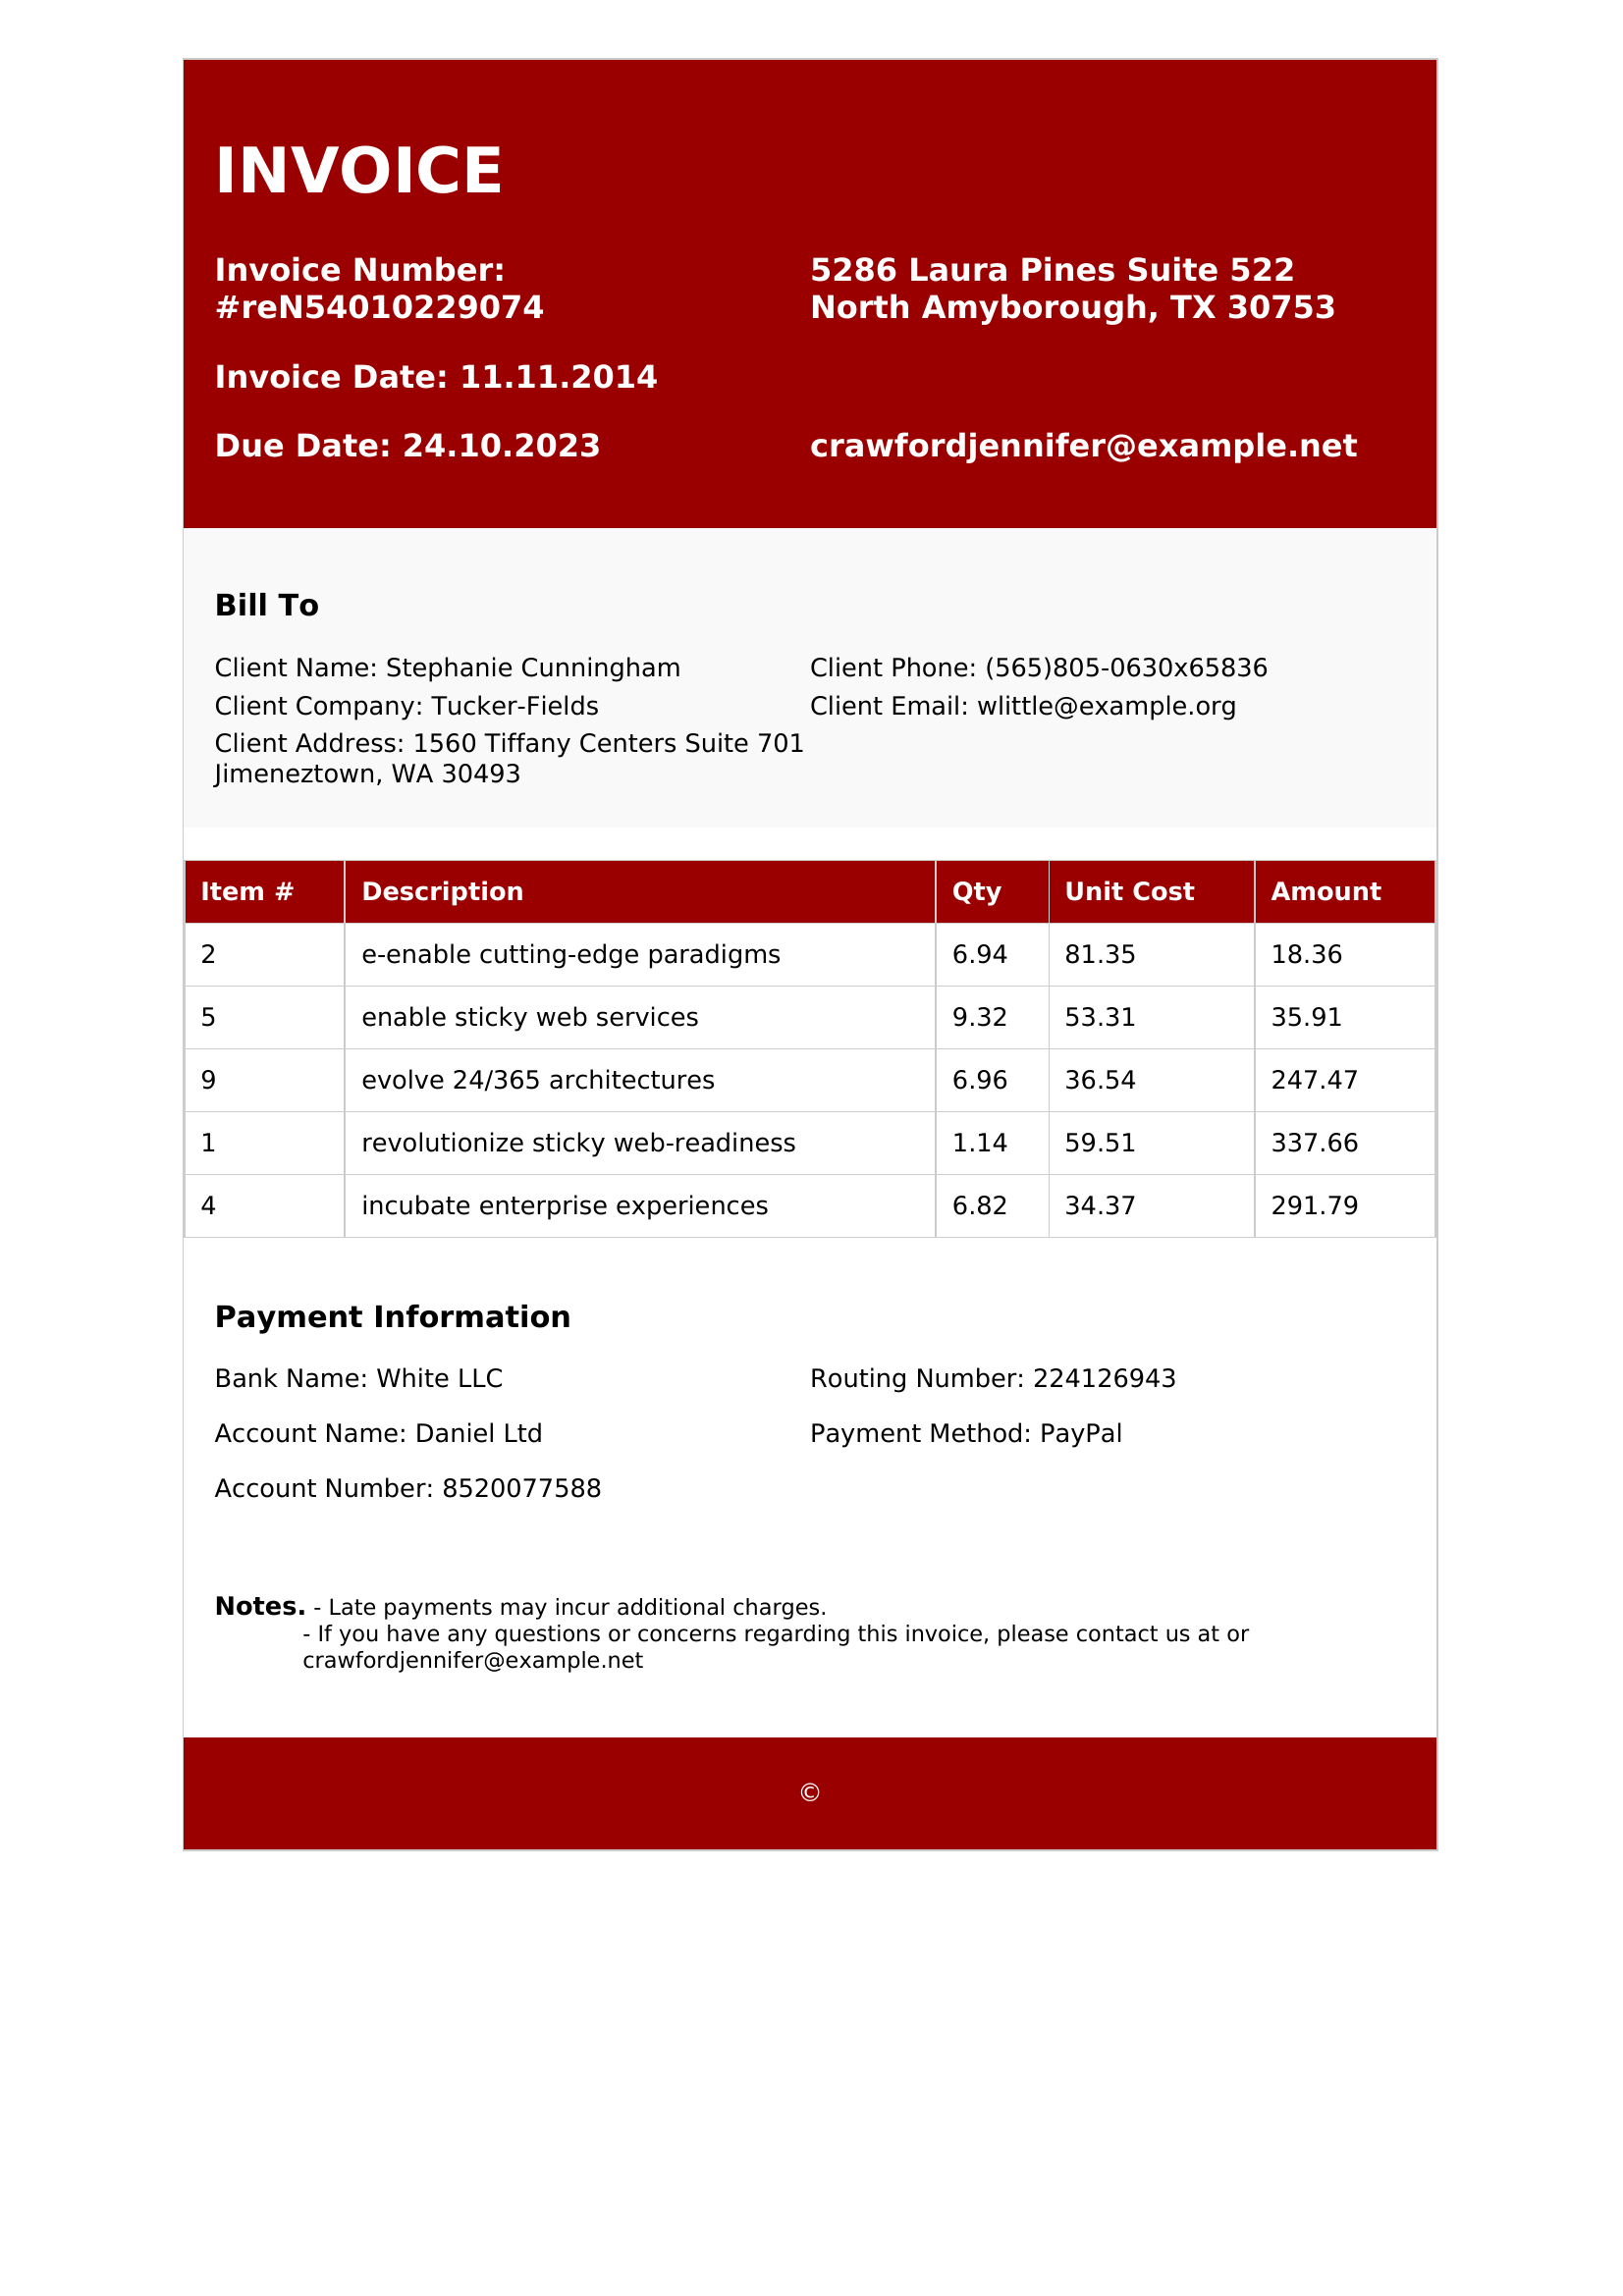 INVOICE
Invoice Number:
#reN54010229074
5286 Laura Pines Suite 522
North Amyborough, TX 30753
Invoice Date: 11.11.2014
Due Date: 24.10.2023
crawfordjennifer@example.net
Bill To
Client Name: Stephanie Cunningham
Client Phone: (565)805-0630x65836
Client Company: Tucker-Fields
Client Email: wlittle@example.org
Client Address: 1560 Tiffany Centers Suite 701
Jimeneztown, WA 30493
Item # Description Qty Unit Cost Amount
2 e-enable cutting-edge paradigms 6.94 81.35 18.36
5 enable sticky web services 9.32 53.31 35.91
9 evolve 24/365 architectures 6.96 36.54 247.47
1 revolutionize sticky web-readiness 1.14 59.51 337.66
4 incubate enterprise experiences 6.82 34.37 291.79
Payment Information
Bank Name: White LLC
Routing Number: 224126943
Account Name: Daniel Ltd
Payment Method: PayPal
Account Number: 8520077588
Notes. - Late payments may incur additional charges.
- If you have any questions or concerns regarding this invoice, please contact us at or
crawfordjennifer@example.net
©